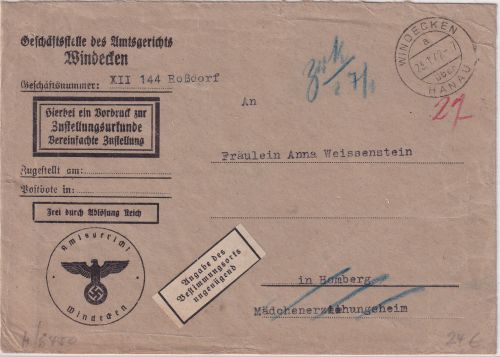 Geschäftsstelle des Amtsgerichts
Windecken
Geschäftsnummer: XII 144 Roßdorf
Hierbei ein Vordruck zur
Zustellungsurkunde
Vereinfachte Zustellung
Zugestellt am:
Postbote in:
Frei durch Ablösung Reich
Amtsgericht
Windecken
WINDECKEN
a
ÜBER
HANAU
27
An
Fräulein Anna Weissenstein
Angabe des
Bestimmungsorts
ungenügend
in Homberg
Mädchenerziehungsheim
24 €